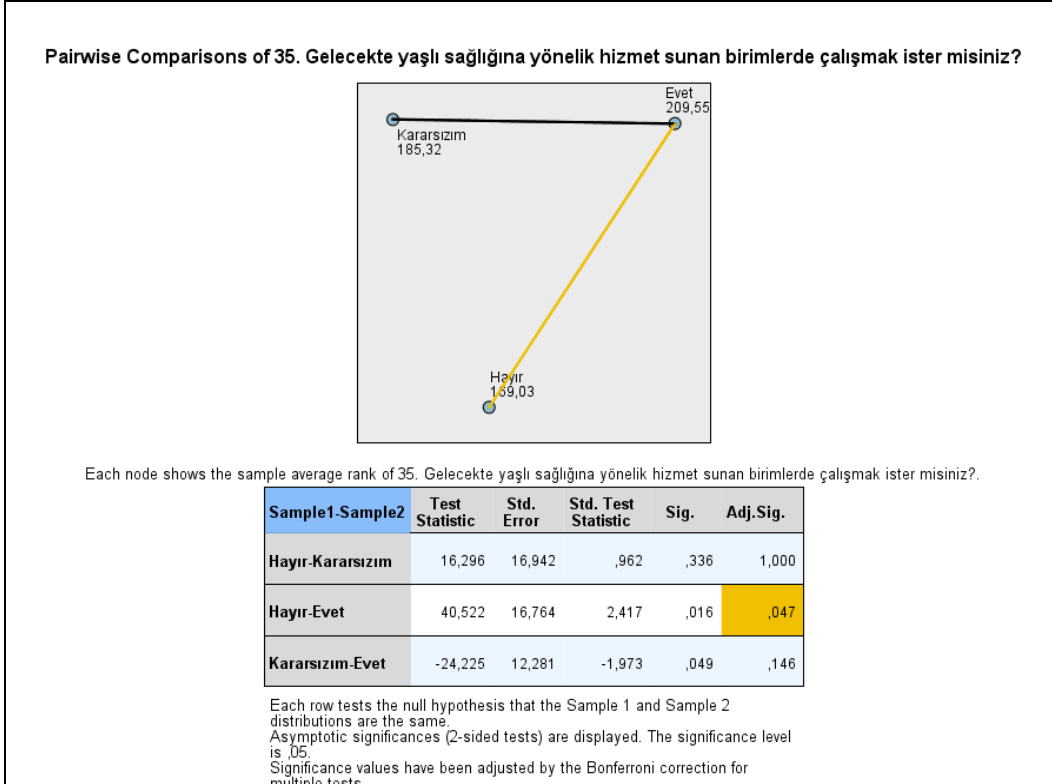 Pairwise Comparisons of 35. Gelecekte yaşlı sağlığına yönelik hizmet sunan birimlerde çalışmak ister misiniz?
Evet
209,55
Kararsızım
185,32
Hayır
169,03
Each node shows the sample average rank of 35. Gelecekte yaşlı sağlığına yönelik hizmet sunan birimlerde çalışmak ister misiniz?.
Sample1-Sample2 Test Statistic Std. Error Std. Test Statistic Sig. Adj.Sig.
Hayır-Kararsızım 16,296 16,942 ,962 ,336 1,000
Hayır-Evet 40,522 16,764 2,417 ,016 ,047
Kararsızım-Evet -24,225 12,281 -1,973 ,049 ,146
Each row tests the null hypothesis that the Sample 1 and Sample 2
distributions are the same.
Asymptotic significances (2-sided tests) are displayed. The significance level
is ,05.
Significance values have been adjusted by the Bonferroni correction for
multiple tests.